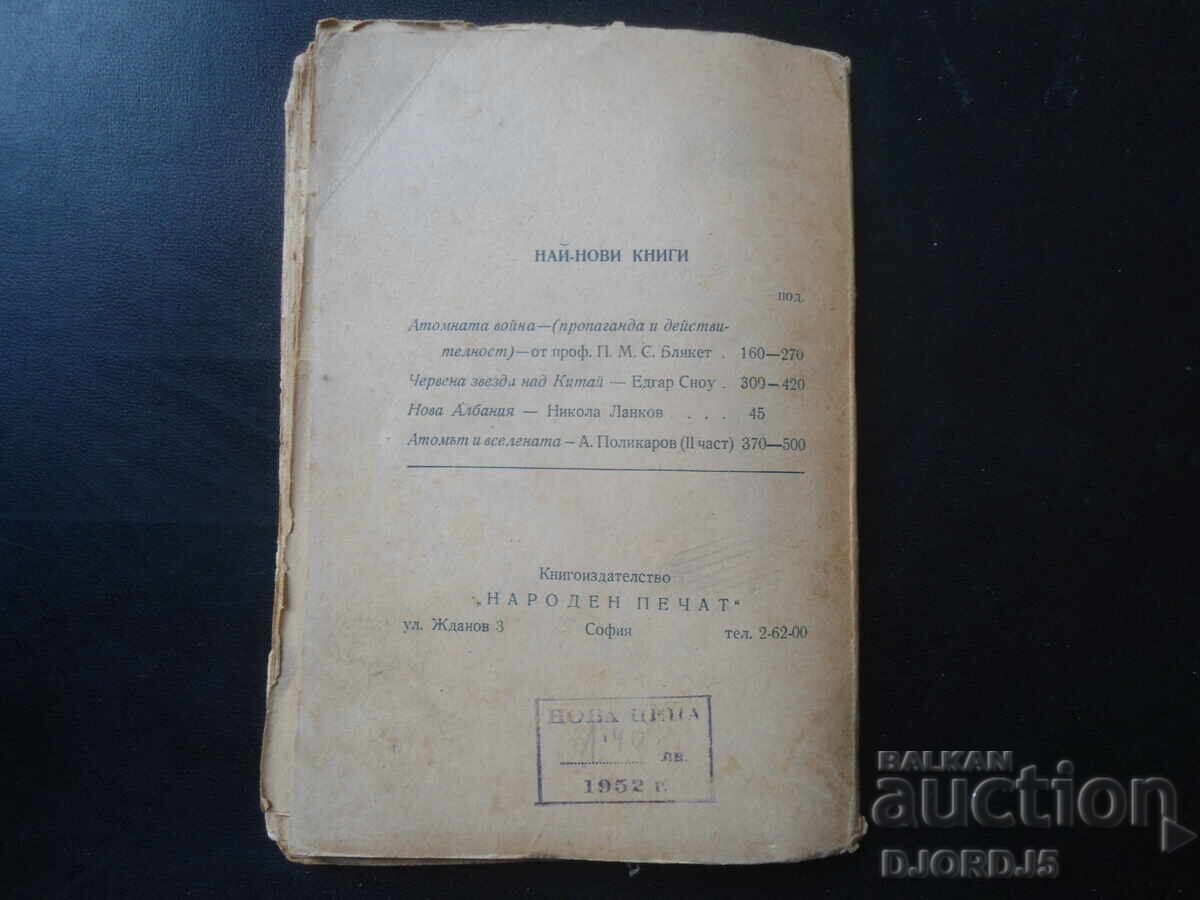 НАЙ-НОВИ КНИГИ
под.
Атомната война—(пропаганда и действи-
телност)—от проф. П. М. С. Блякет . 160—270
Червена звезда над Китай — Едгар Сноу . 300—420
Нова Албания — Никола Ланков . . . 45
Атомът и вселената — А. Поликаров (II част) 370—500
Книгоиздателство
„НАРОДЕН ПЕЧАТ“
ул. Жданов 3 София тел. 2-62-00
НОВА ЦЕНА
лв.
1952 г.
BALKAN
auction
DJORDJ5